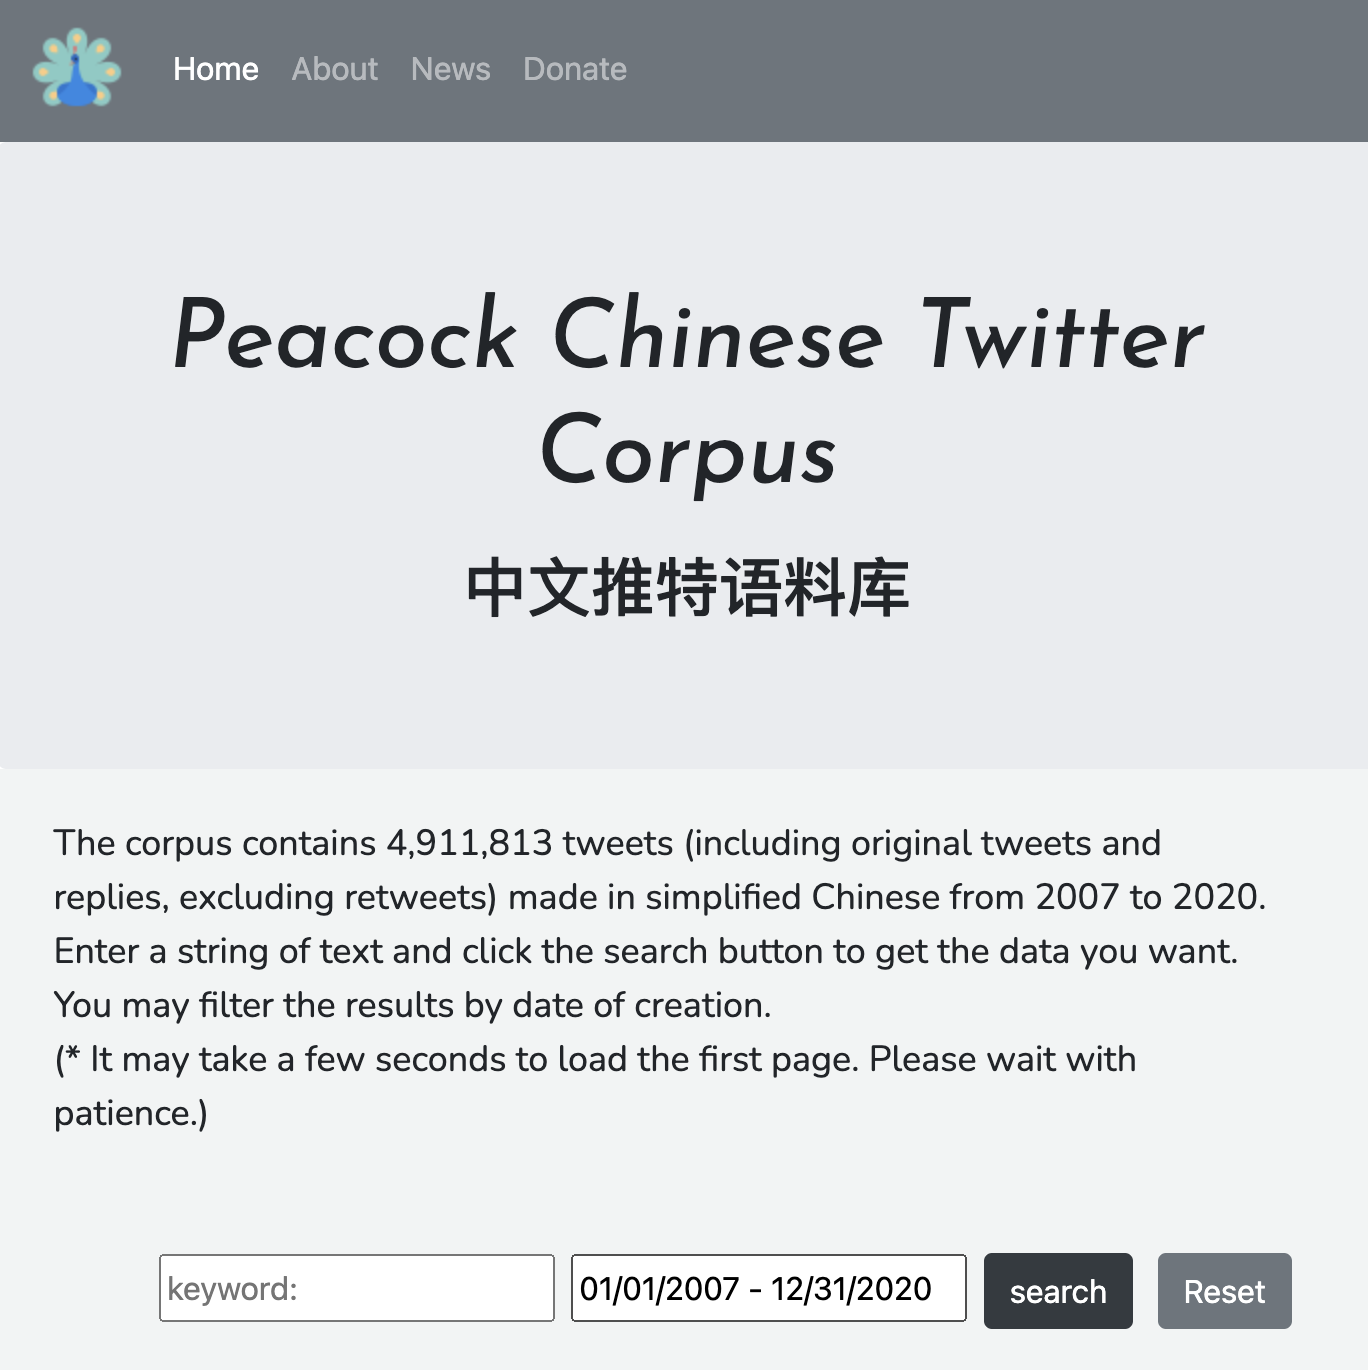 Home About News Donate
Peacock Chinese Twitter
Corpus
中文推特语料库
The corpus contains 4,911,813 tweets (including original tweets and
replies, excluding retweets) made in simplified Chinese from 2007 to 2020.
Enter a string of text and click the search button to get the data you want.
You may filter the results by date of creation.
(* It may take a few seconds to load the first page. Please wait with
patience.)
keyword: 01/01/2007 - 12/31/2020 search Reset